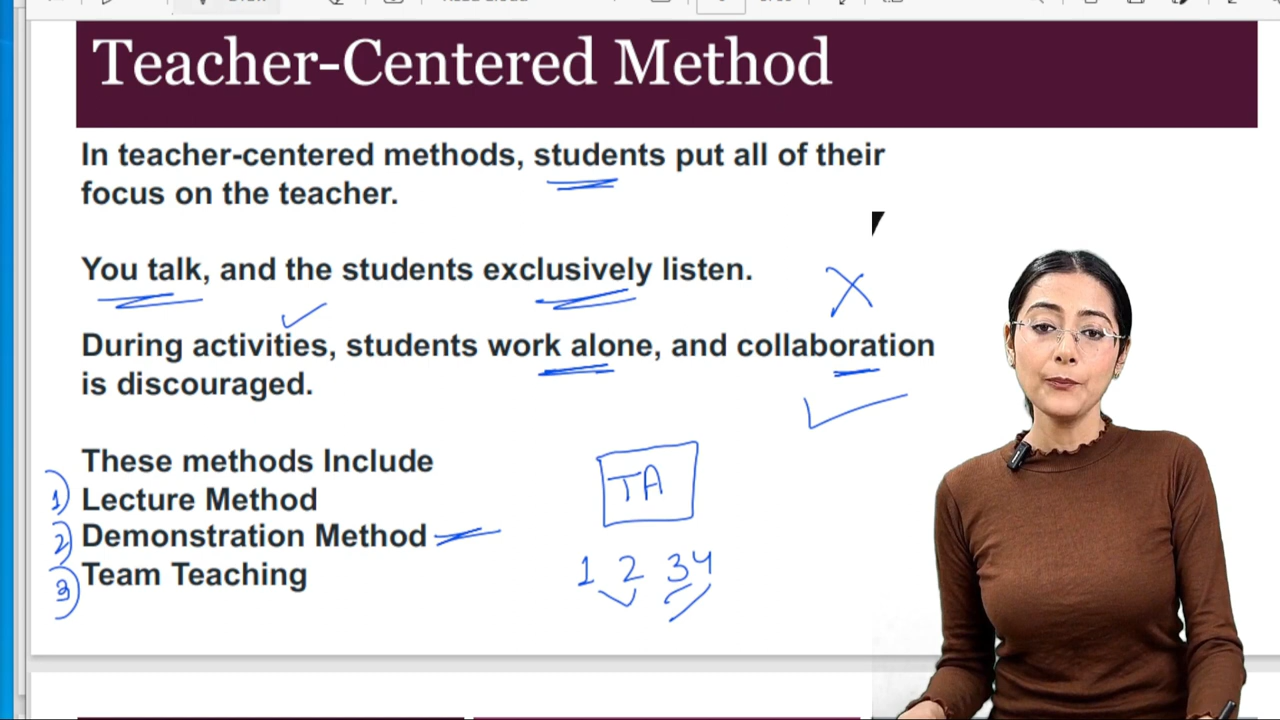 Teacher-Centered Method
In teacher-centered methods, students put all of their
focus on the teacher.
You talk, and the students exclusively listen.
During activities, students work alone, and collaboration
is discouraged.
These methods Include
1) Lecture Method
2) Demonstration Method
3) Team Teaching
TA
1 2 3 4